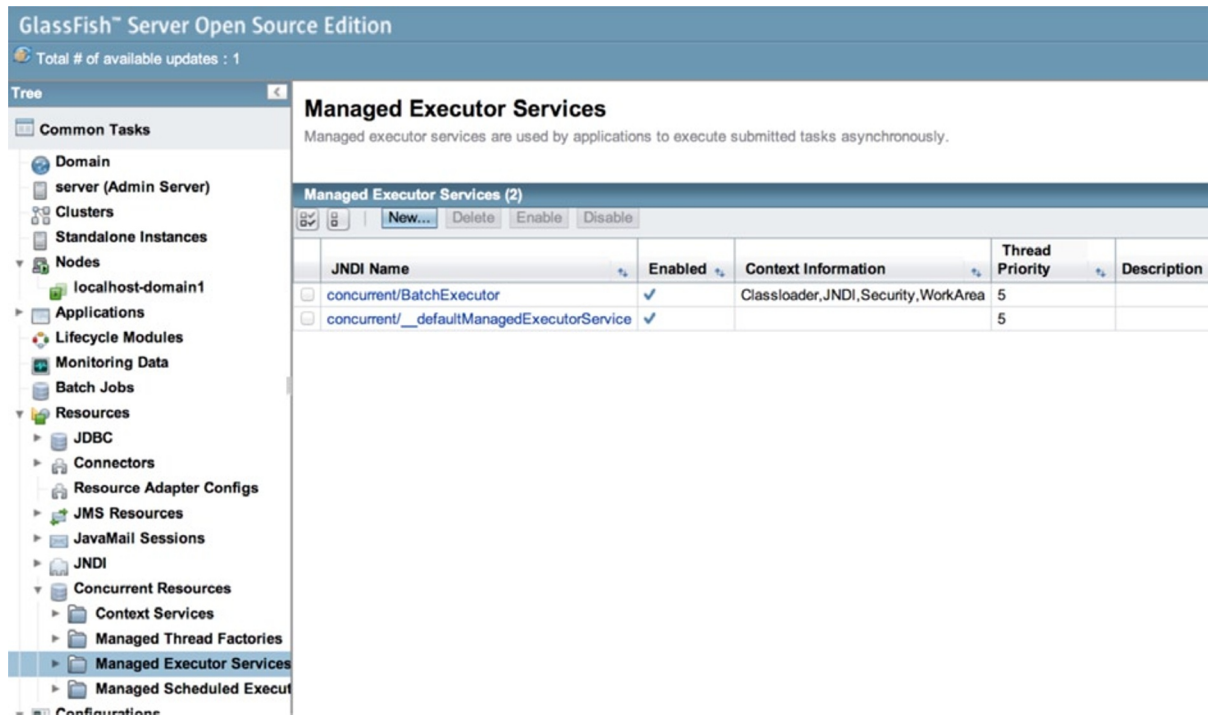 GlassFish™ Server Open Source Edition
Total # of available updates : 1
Tree
Common Tasks
Domain
server (Admin Server)
Clusters
Standalone Instances
Nodes
localhost-domain1
Applications
Lifecycle Modules
Monitoring Data
Batch Jobs
Resources
JDBC
Connectors
Resource Adapter Configs
JMS Resources
JavaMail Sessions
JNDI
Concurrent Resources
Context Services
Managed Thread Factories
Managed Executor Services
Managed Scheduled Execut
Configurations
Managed Executor Services
Managed executor services are used by applications to execute submitted tasks asynchronously.
Managed Executor Services (2)
New... Delete Enable Disable
JNDI Name Enabled Context Information Thread Priority Description
concurrent/BatchExecutor Classloader,JNDI,Security,WorkArea 5
concurrent/__defaultManagedExecutorService 5